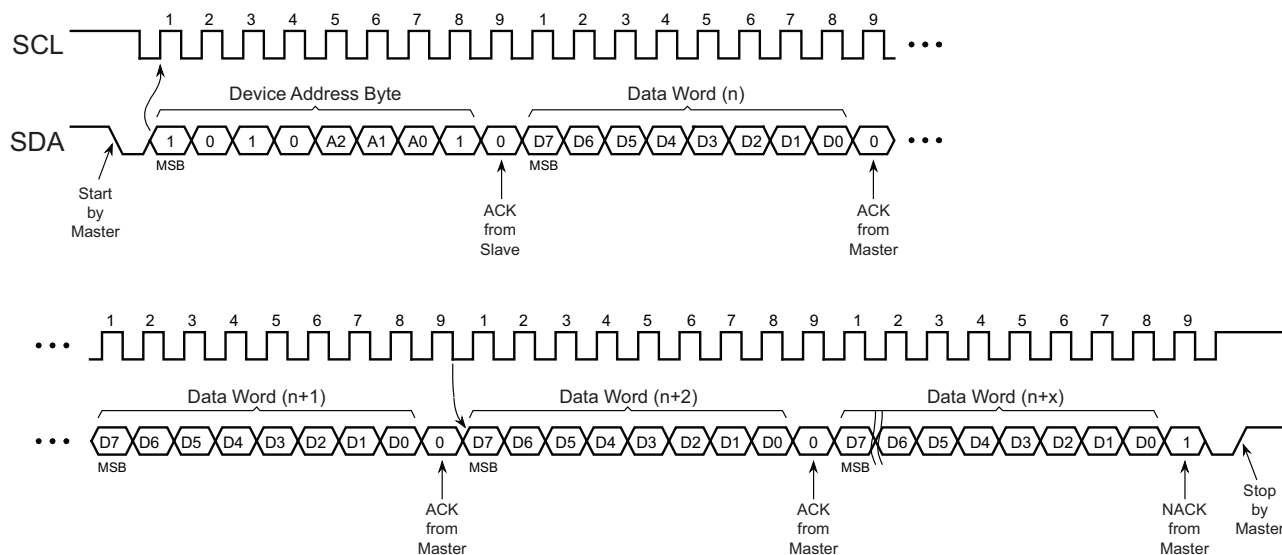 1 2 3 4 5 6 7 8 9 1 2 3 4 5 6 7 8 9
SCL
Device Address Byte Data Word (n)
SDA 1 0 1 0 A2 A1 A0 1 0 D7 D6 D5 D4 D3 D2 D1 D0 0
MSB MSB
Start
by
Master
ACK
from
Slave
ACK
from
Master
1 2 3 4 5 6 7 8 9 1 2 3 4 5 6 7 8 9 1 2 3 4 5 6 7 8 9
Data Word (n+1) Data Word (n+2) Data Word (n+x)
D7 D6 D5 D4 D3 D2 D1 D0 0 D7 D6 D5 D4 D3 D2 D1 D0 0 D7 D6 D5 D4 D3 D2 D1 D0 1
MSB MSB MSB
ACK
from
Master
ACK
from
Master
NACK
from
Master
Stop
by
Master